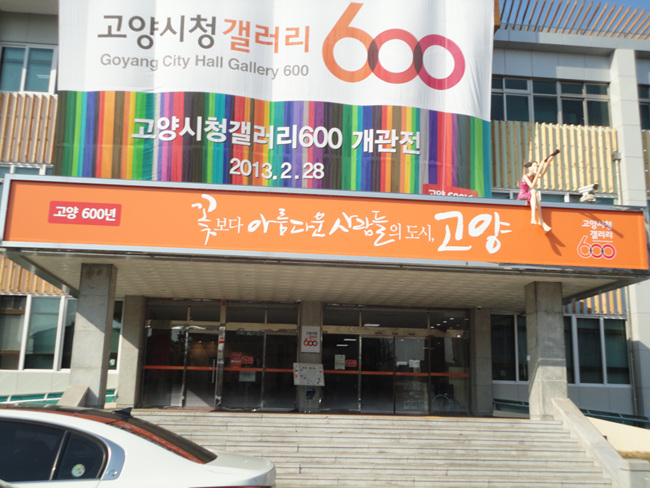 고양시청 갤러리 600
Goyang City Hall Gallery 600
고양시청갤러리600 개관전
2013.2.28
고양 600년
꽃보다 아름다운 사람들의 도시, 고양
고양시청
갤러리
600
600